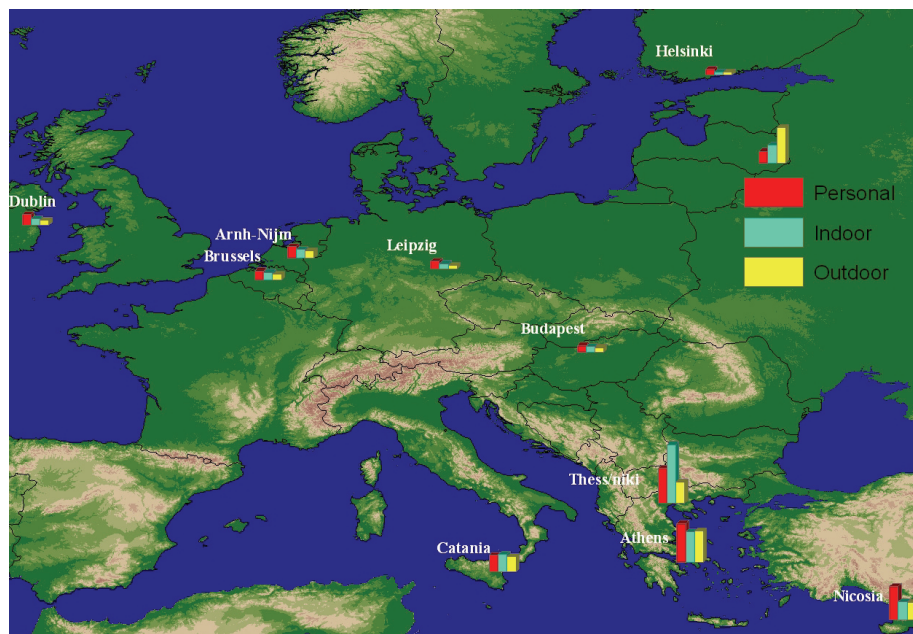 Helsinki
Personal
Dublin
Indoor
Arnh-Nijm
Leipzig
Brussels
Outdoor
Budapest
Thess/niki
Athens
Catania
Nicosia